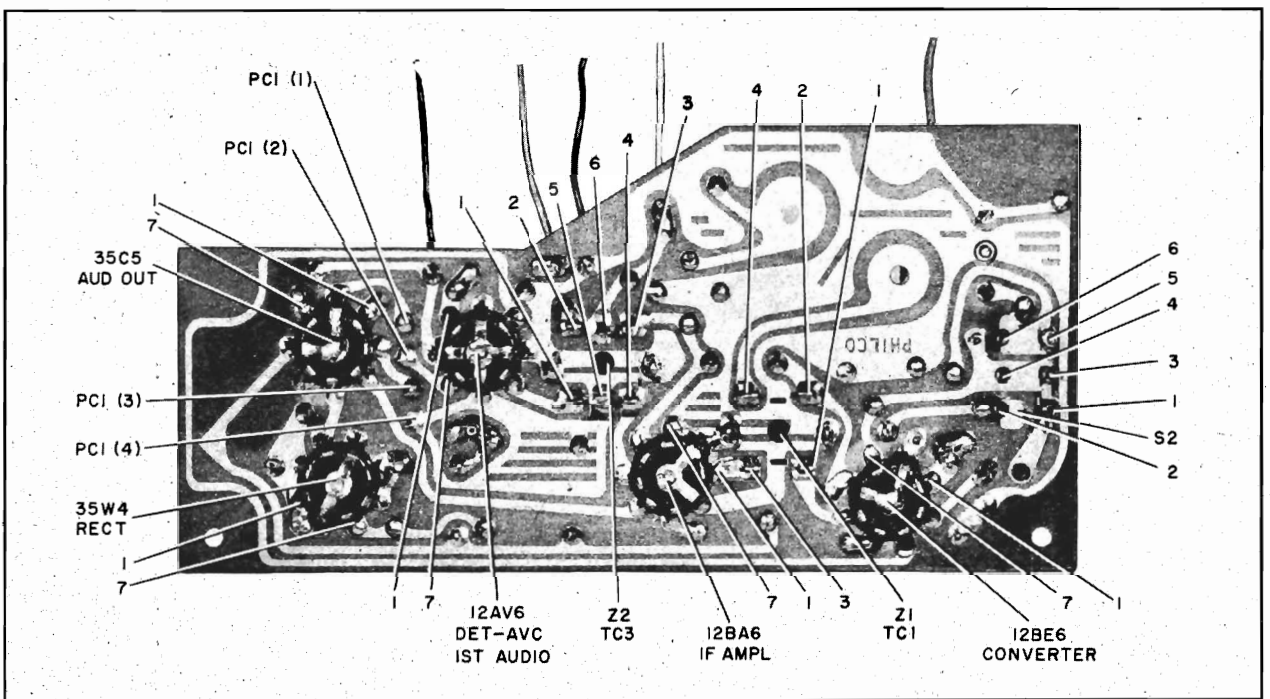 PC1 (1)
PC1 (2)
1
7
35C5
AUD OUT
PC1 (3)
PC1 (4)
35W4
RECT
1
7
1
2
5
6
4
3
4
2
1
PHILCO
6
5
4
3
1
S2
2
1
7
12AV6
DET-AVC
1ST AUDIO
Z2
TC3
12BA6
IF AMPL
7
1
3
Z1
TC1
12BE6
CONVERTER
7
1